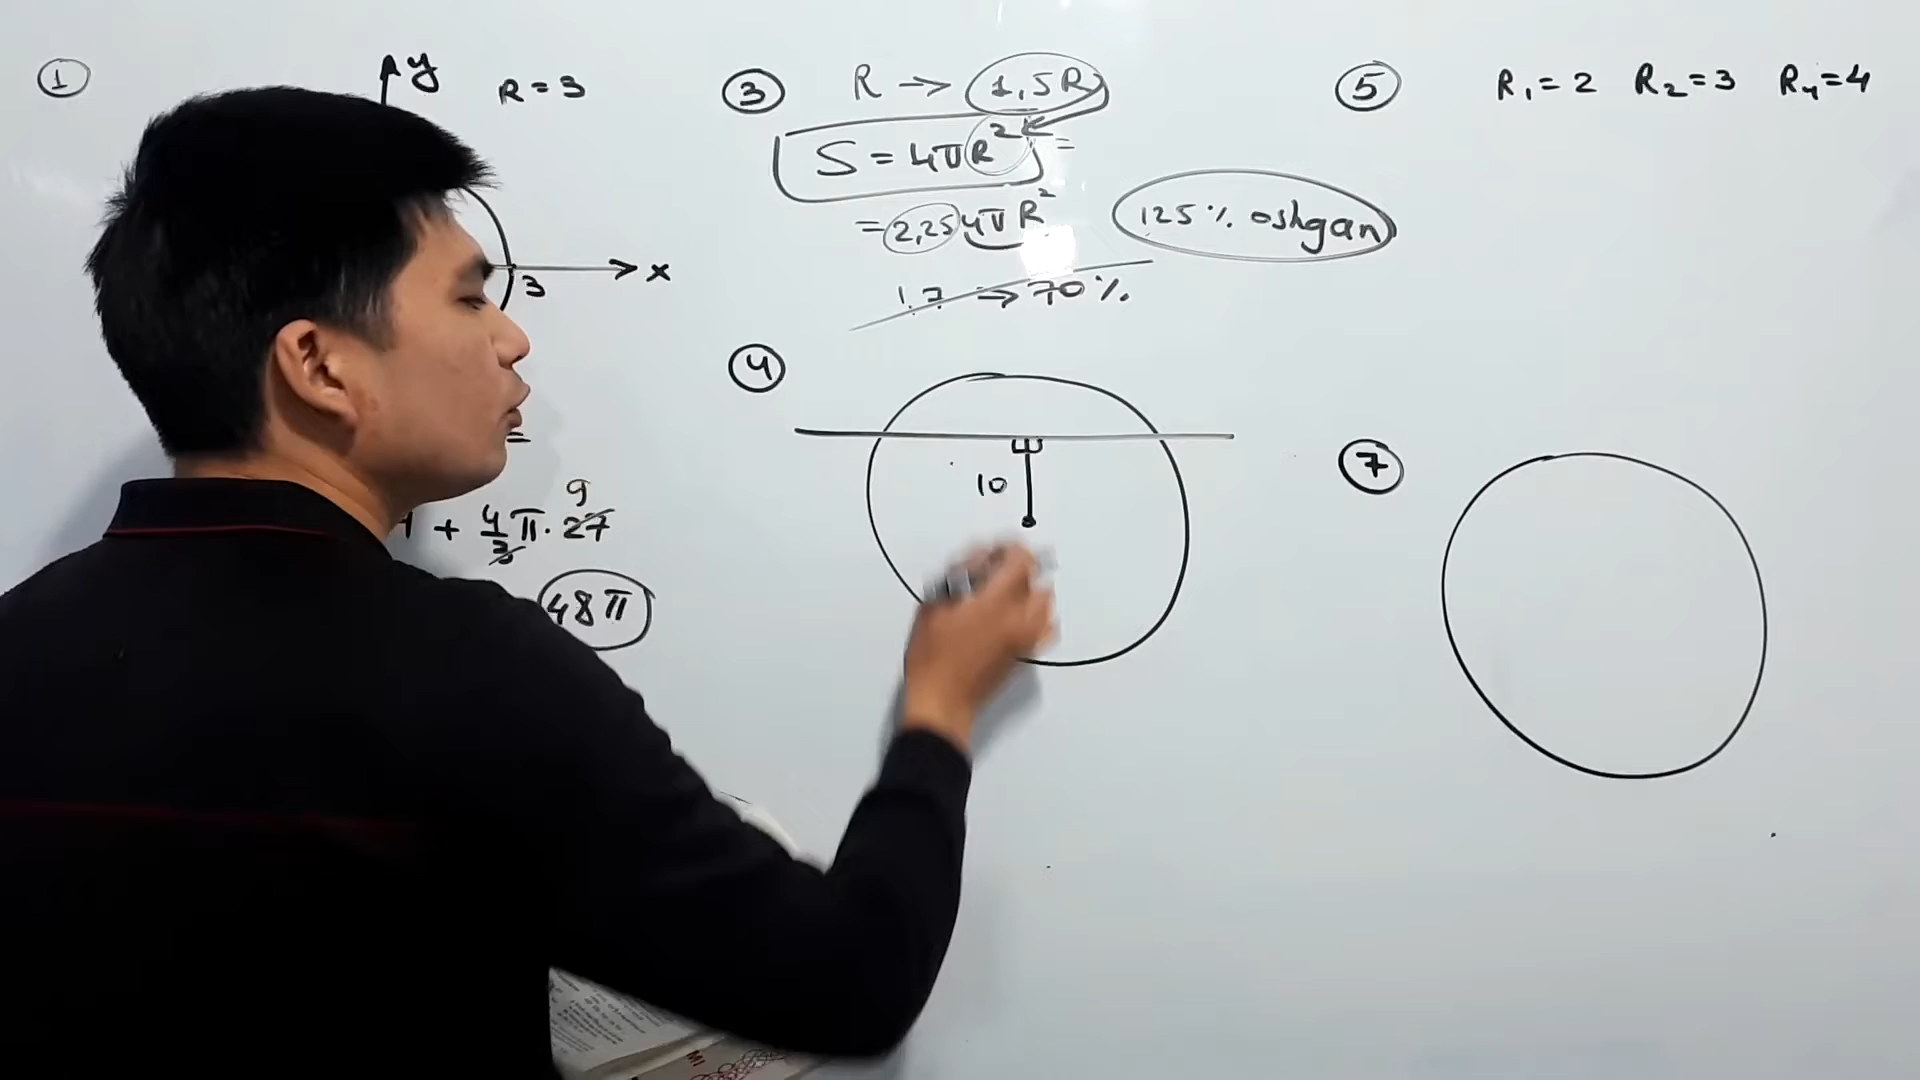 ①
y
R = 3
x
3
=
+ 4/3 π · 27
9
48π
③ R → 1,5R
S = 4πR² =
= 2,25 4πR²
125% oshgan
1.7 → 70%
④
10
⑤ R₁ = 2 R₂ = 3 R₄ = 4
⑦
MI